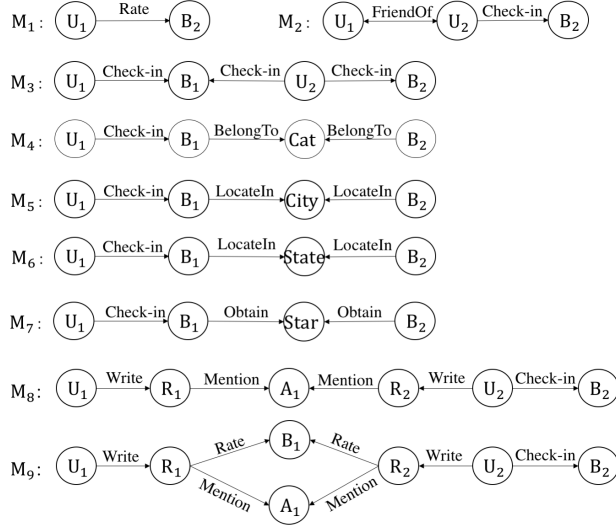 M₁: U₁ Rate B₂ M₂: U₁ FriendOf U₂ Check-in B₂
M₃: U₁ Check-in B₁ Check-in U₂ Check-in B₂
M₄: U₁ Check-in B₁ BelongTo Cat BelongTo B₂
M₅: U₁ Check-in B₁ LocateIn City LocateIn B₂
M₆: U₁ Check-in B₁ LocateIn State LocateIn B₂
M₇: U₁ Check-in B₁ Obtain Star Obtain B₂
M₈: U₁ Write R₁ Mention A₁ Mention R₂ Write U₂ Check-in B₂
Rate B₁ Rate
M₉: U₁ Write R₁ R₂ Write U₂ Check-in B₂
Mention A₁ Mention